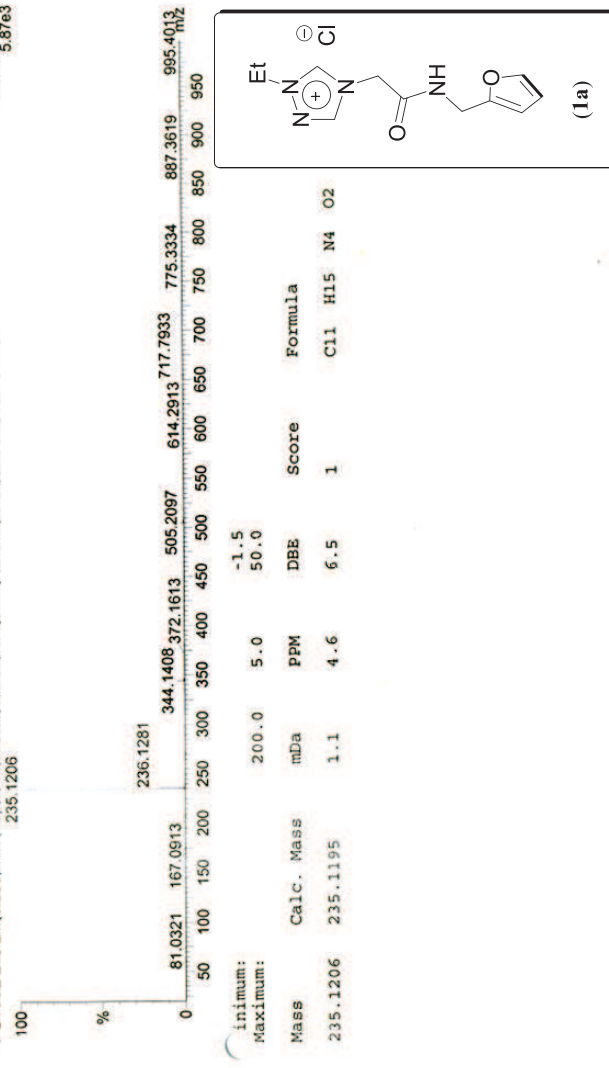 5.87e3
100
235.1206
%
236.1281
81.0321 167.0913 344.1408 372.1613 505.2097 614.2913 717.7933 775.3334 887.3619 995.4013
0
m/z
50 100 150 200 250 300 350 400 450 500 550 600 650 700 750 800 850 900 950
inimum: -1.5
Maximum: 200.0 5.0 50.0
Mass Calc. Mass mDa PPM DBE Score Formula
235.1206 235.1195 1.1 4.6 6.5 1 C11 H15 N4 O2
Et
N
N
+
N
⊖
Cl
O
NH
O
(1a)